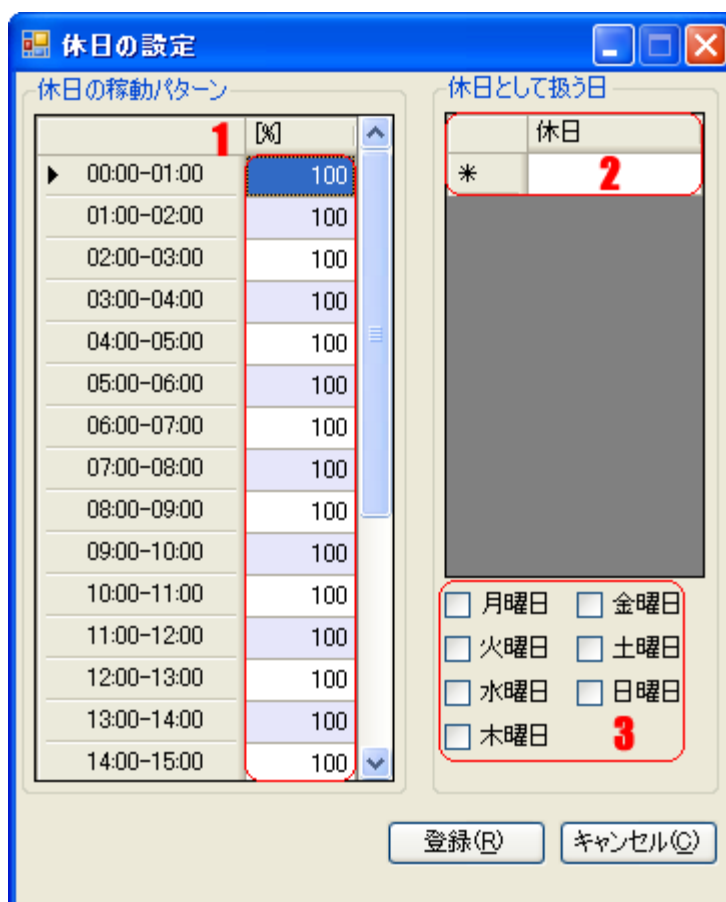 休日の設定
休日の稼動パターン
1 [%]
00:00-01:00 100
01:00-02:00 100
02:00-03:00 100
03:00-04:00 100
04:00-05:00 100
05:00-06:00 100
06:00-07:00 100
07:00-08:00 100
08:00-09:00 100
09:00-10:00 100
10:00-11:00 100
11:00-12:00 100
12:00-13:00 100
13:00-14:00 100
14:00-15:00 100
休日として扱う日
休日
* 2
月曜日 金曜日
火曜日 土曜日
水曜日 日曜日
木曜日 3
登録(R) キャンセル(C)